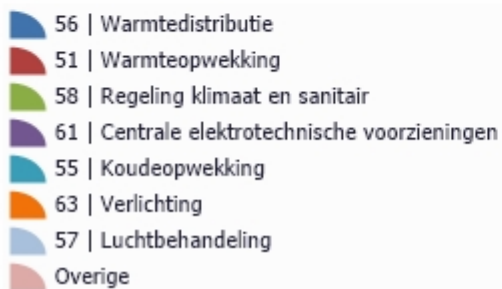 56 | Warmtedistributie
51 | Warmteopwekking
58 | Regeling klimaat en sanitair
61 | Centrale elektrotechnische voorzieningen
55 | Koudeopwekking
63 | Verlichting
57 | Luchtbehandeling
Overige